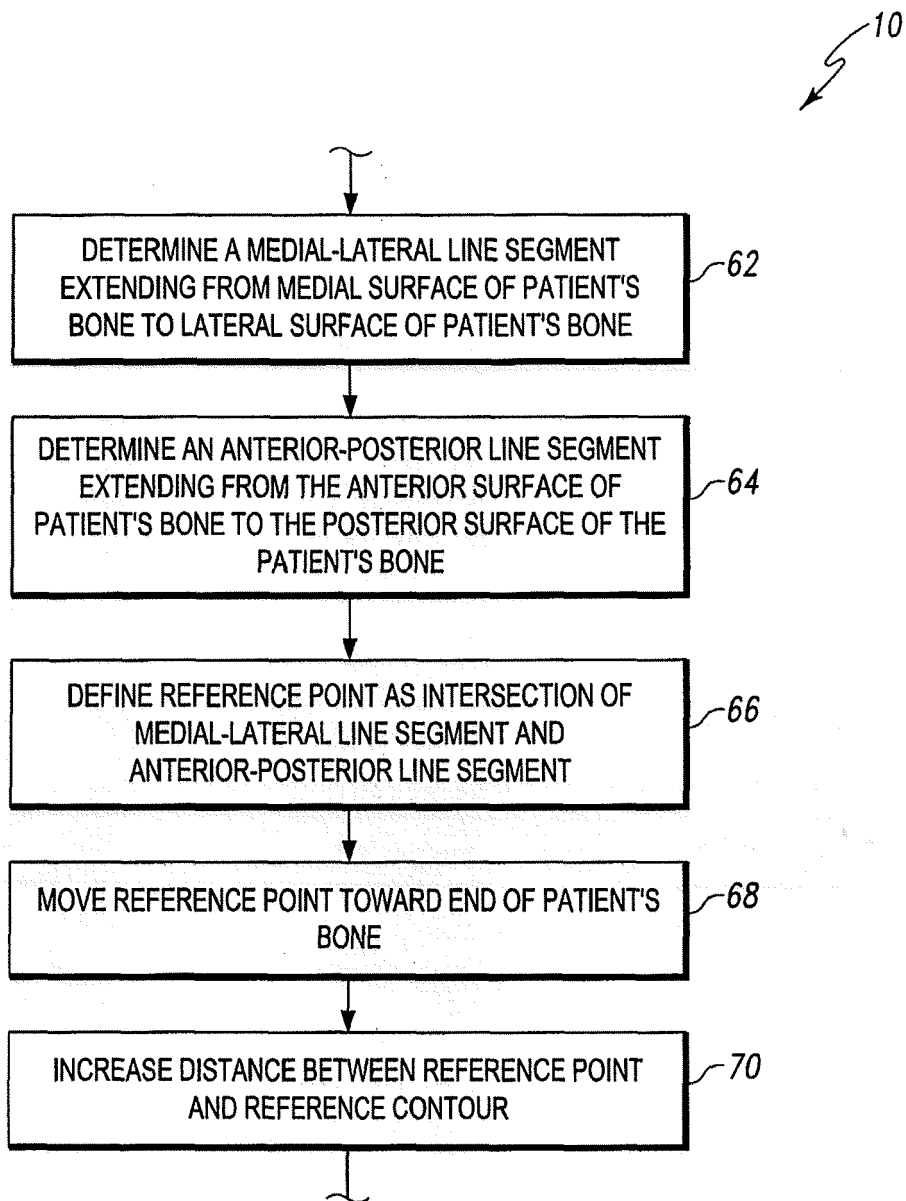 10
DETERMINE A MEDIAL-LATERAL LINE SEGMENT
EXTENDING FROM MEDIAL SURFACE OF PATIENT'S
BONE TO LATERAL SURFACE OF PATIENT'S BONE
62
DETERMINE AN ANTERIOR-POSTERIOR LINE SEGMENT
EXTENDING FROM THE ANTERIOR SURFACE OF
PATIENT'S BONE TO THE POSTERIOR SURFACE OF THE
PATIENT'S BONE
64
DEFINE REFERENCE POINT AS INTERSECTION OF
MEDIAL-LATERAL LINE SEGMENT AND
ANTERIOR-POSTERIOR LINE SEGMENT
66
MOVE REFERENCE POINT TOWARD END OF PATIENT'S
BONE
68
INCREASE DISTANCE BETWEEN REFERENCE POINT
AND REFERENCE CONTOUR
70